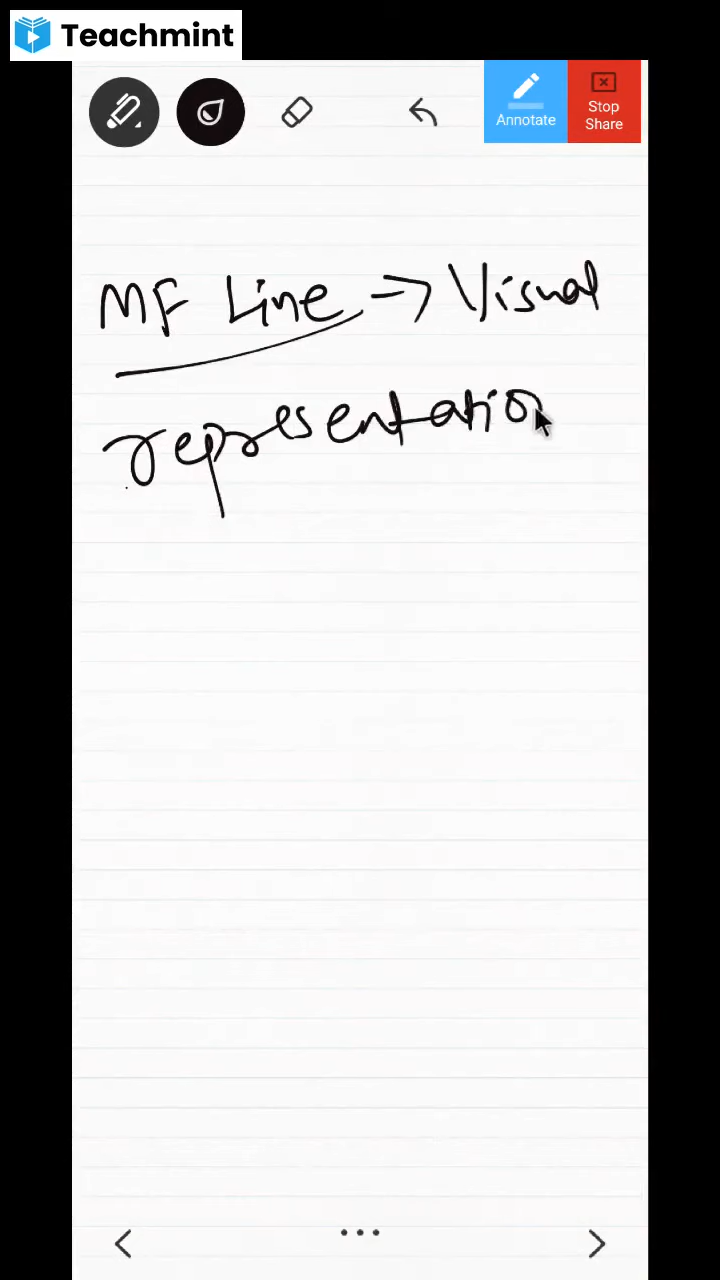 Teachmint
Annotate
Stop
Share
MF Line → Visual
representatio